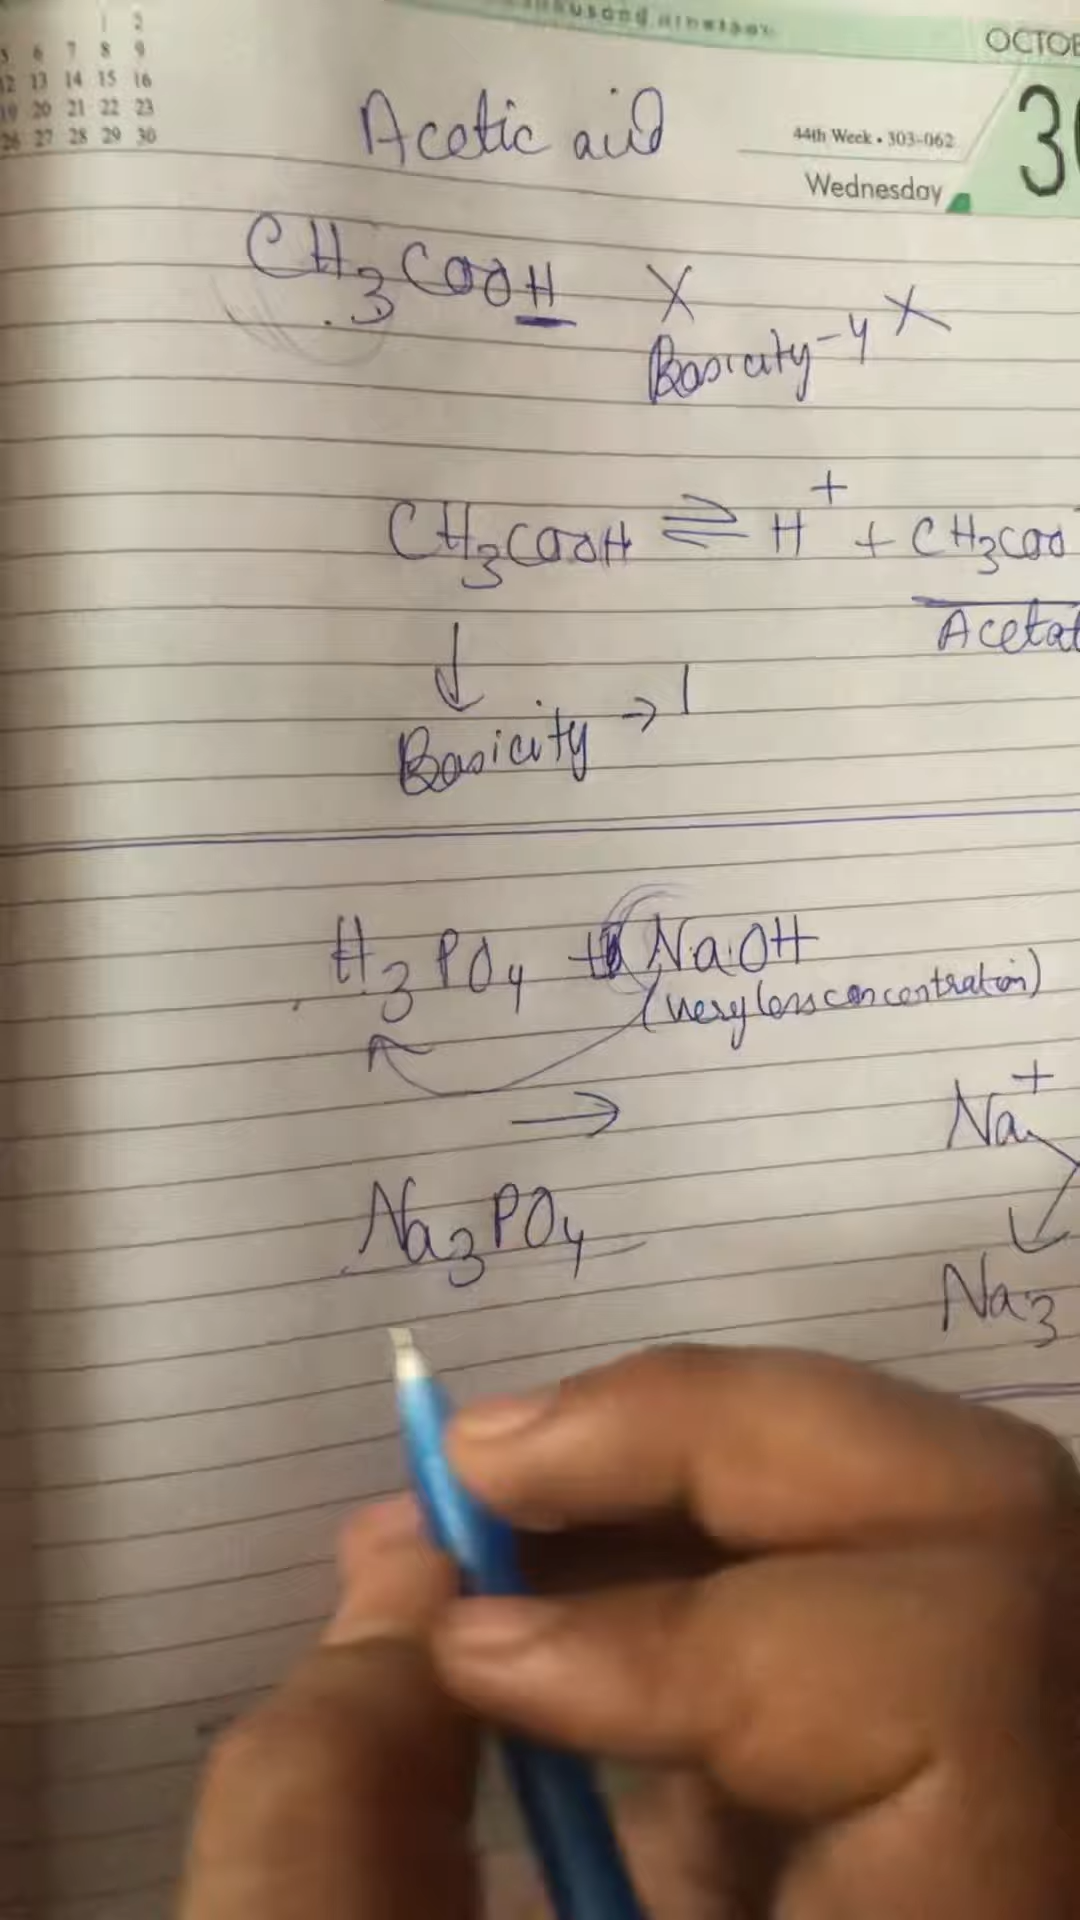 1 2
5 6 7 8 9
12 13 14 15 16
19 20 21 22 23
26 27 28 29 30
OCTOB
44th Week • 303-062
Wednesday
30
Acetic acid
CH3COOH X
Basicity-4 X
CH3COOH ⇌ H+ + CH3COO-
Acetat
↓
Basicity → 1
H3PO4 + NaOH
(very less concentration)
→
Na+
Na3PO4
Na3